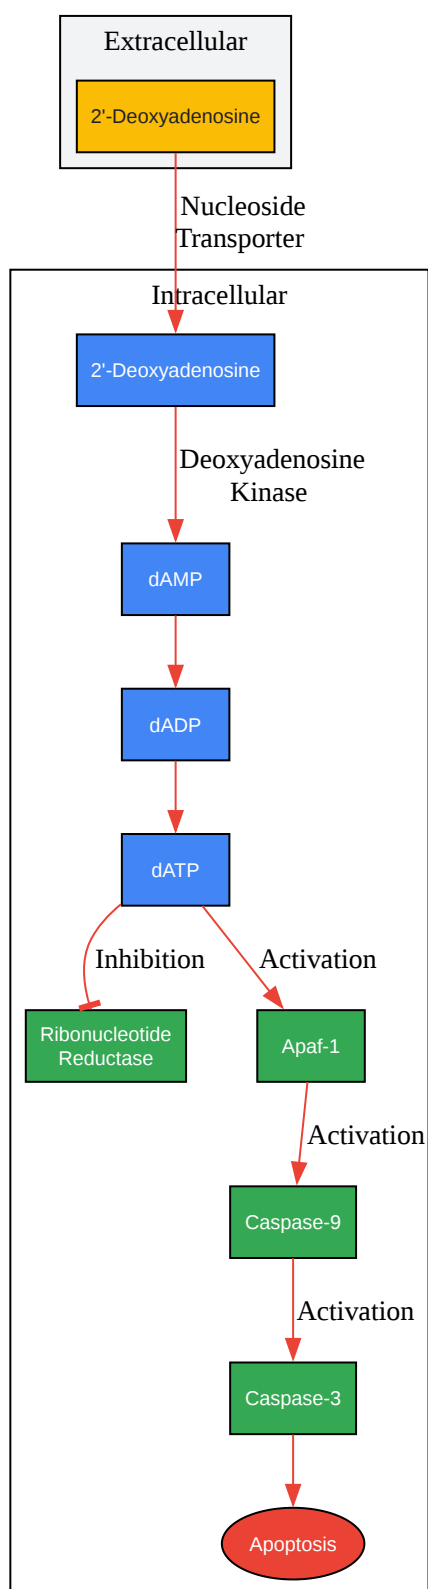 Extracellular
2'-Deoxyadenosine
Nucleoside
Transporter
Intracellular
2'-Deoxyadenosine
Deoxyadenosine
Kinase
dAMP
dADP
dATP
Inhibition
Activation
Ribonucleotide
Reductase
Apaf-1
Activation
Caspase-9
Activation
Caspase-3
Apoptosis